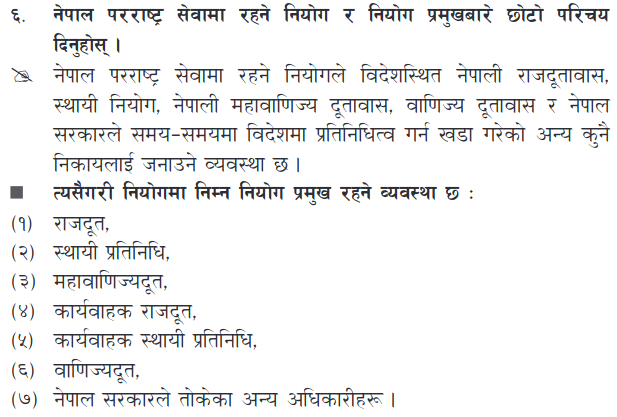 ६. नेपाल परराष्ट्र सेवामा रहने नियोग र नियोग प्रमुखबारे छोटो परिचय
दिनुहोस् ।
नेपाल परराष्ट्र सेवामा रहने नियोगले विदेशस्थित नेपाली राजदूतावास,
स्थायी नियोग, नेपाली महावाणिज्य दूतावास, वाणिज्य दूतावास र नेपाल
सरकारले समय-समयमा विदेशमा प्रतिनिधित्व गर्न खडा गरेको अन्य कुनै
निकायलाई जनाउने व्यवस्था छ ।
■ त्यसैगरी नियोगमा निम्न नियोग प्रमुख रहने व्यवस्था छ :
(१) राजदूत,
(२) स्थायी प्रतिनिधि,
(३) महावाणिज्यदूत,
(४) कार्यवाहक राजदूत,
(५) कार्यवाहक स्थायी प्रतिनिधि,
(६) वाणिज्यदूत,
(७) नेपाल सरकारले तोकेका अन्य अधिकारीहरू ।